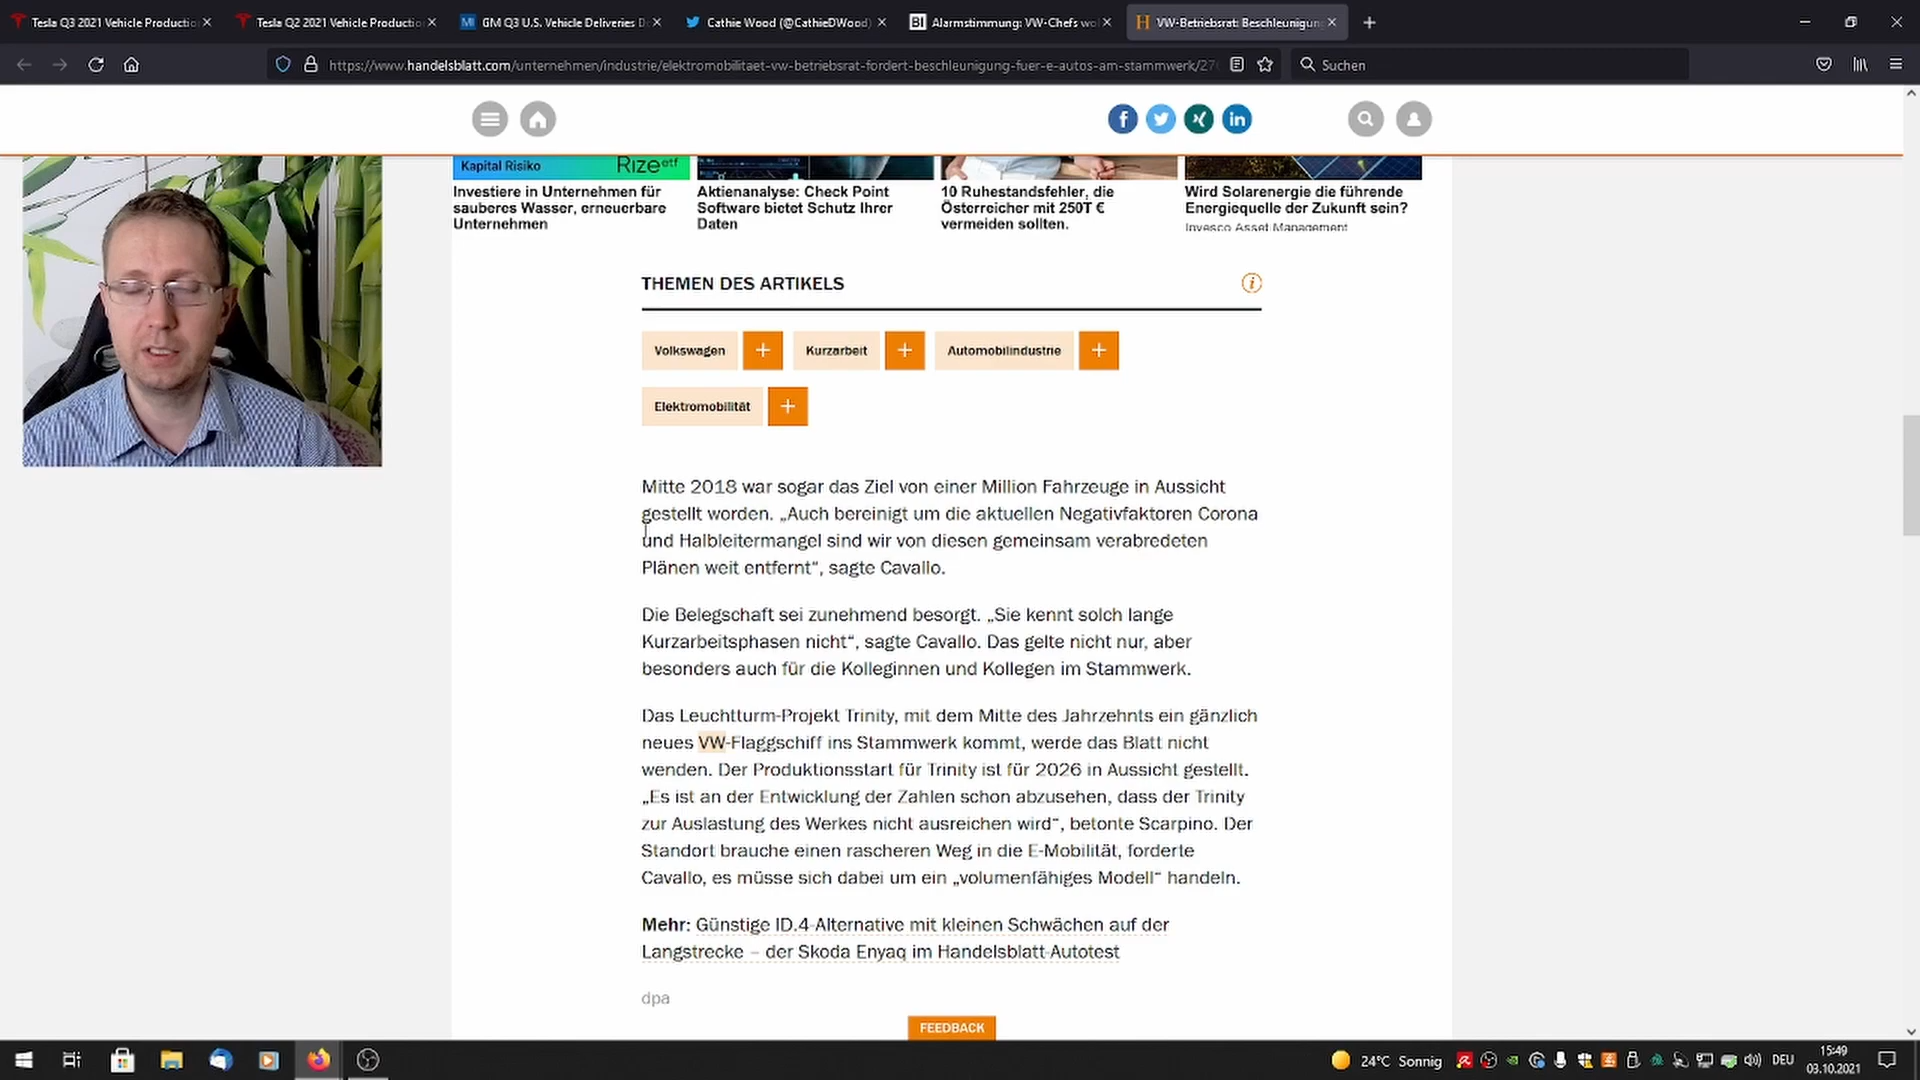 Tesla Q3 2021 Vehicle Productio
Tesla Q2 2021 Vehicle Productio
GM Q3 U.S. Vehicle Deliveries D
Cathie Wood (@CathieDWood)
BI Alarmstimmung: VW-Chefs wo
VW-Betriebsrat: Beschleunigung
https://www.handelsblatt.com/unternehmen/industrie/elektromobilitaet-vw-betriebsrat-fordert-beschleunigung-fuer-e-autos-am-stammwerk/27
Suchen
Kapital Risiko
Rize etf
Investiere in Unternehmen für
sauberes Wasser, erneuerbare
Unternehmen
Aktienanalyse: Check Point
Software bietet Schutz Ihrer
Daten
10 Ruhestandsfehler, die
Österreicher mit 250T €
vermeiden sollten.
Wird Solarenergie die führende
Energiequelle der Zukunft sein?
Invesco Asset Management
THEMEN DES ARTIKELS
Volkswagen +
Kurzarbeit +
Automobilindustrie +
Elektromobilität +
Mitte 2018 war sogar das Ziel von einer Million Fahrzeuge in Aussicht
gestellt worden. „Auch bereinigt um die aktuellen Negativfaktoren Corona
und Halbleitermangel sind wir von diesen gemeinsam verabredeten
Plänen weit entfernt“, sagte Cavallo.
Die Belegschaft sei zunehmend besorgt. „Sie kennt solch lange
Kurzarbeitsphasen nicht“, sagte Cavallo. Das gelte nicht nur, aber
besonders auch für die Kolleginnen und Kollegen im Stammwerk.
Das Leuchtturm-Projekt Trinity, mit dem Mitte des Jahrzehnts ein gänzlich
neues VW-Flaggschiff ins Stammwerk kommt, werde das Blatt nicht
wenden. Der Produktionsstart für Trinity ist für 2026 in Aussicht gestellt.
„Es ist an der Entwicklung der Zahlen schon abzusehen, dass der Trinity
zur Auslastung des Werkes nicht ausreichen wird“, betonte Scarpino. Der
Standort brauche einen rascheren Weg in die E-Mobilität, forderte
Cavallo, es müsse sich dabei um ein „volumenfähiges Modell“ handeln.
Mehr: Günstige ID.4-Alternative mit kleinen Schwächen auf der
Langstrecke – der Skoda Enyaq im Handelsblatt-Autotest
dpa
FEEDBACK
24°C Sonnig
DEU
15:49
03.10.2021